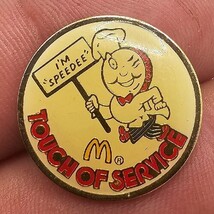 I'M
"SPEEDEE"
M®
TOUCH OF SERVICE